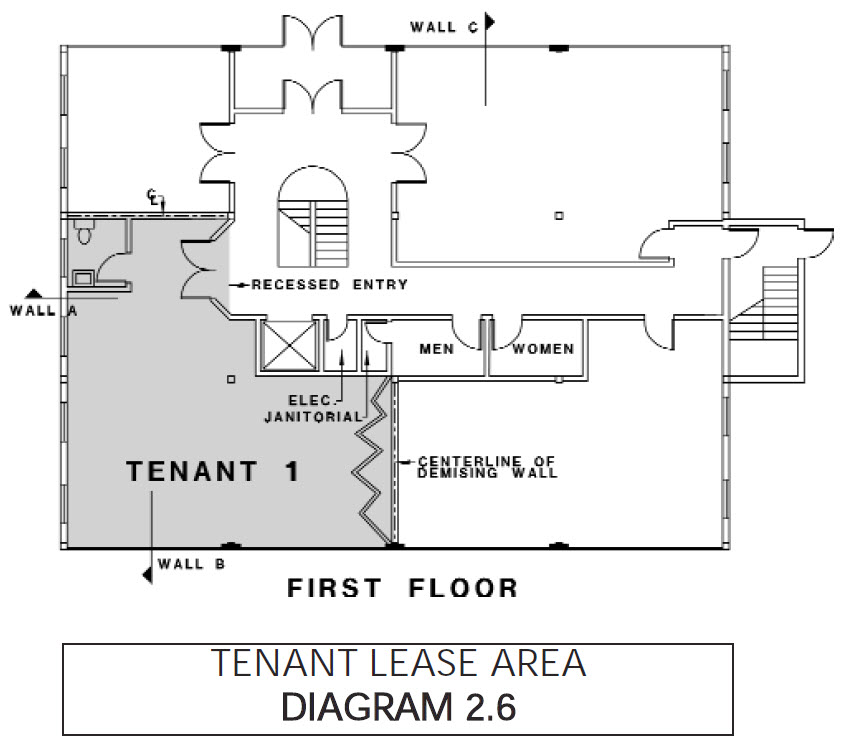 WALL C
℄
RECESSED ENTRY
WALL A
MEN
WOMEN
ELEC.
JANITORIAL
TENANT 1
CENTERLINE OF
DEMISING WALL
WALL B
FIRST FLOOR
TENANT LEASE AREA
DIAGRAM 2.6